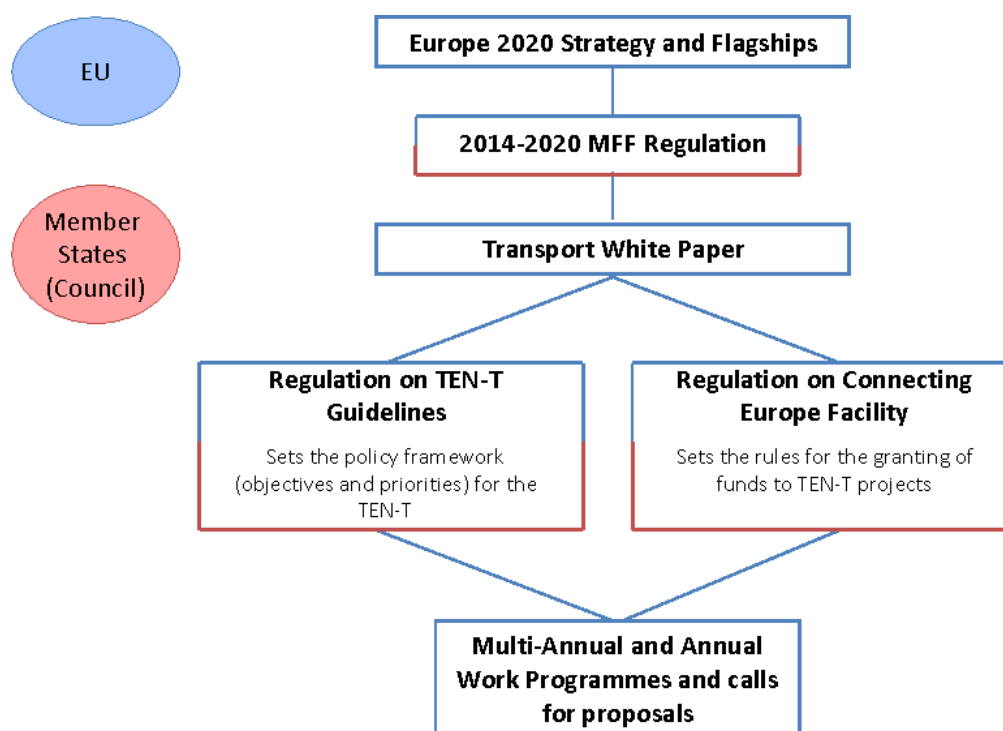 Europe 2020 Strategy and Flagships
EU
2014-2020 MFF Regulation
Member
States
(Council)
Transport White Paper
Regulation on TEN-T
Guidelines
Sets the policy framework
(objectives and priorities) for the
TEN-T
Regulation on Connecting
Europe Facility
Sets the rules for the granting of
funds to TEN-T projects
Multi-Annual and Annual
Work Programmes and calls
for proposals